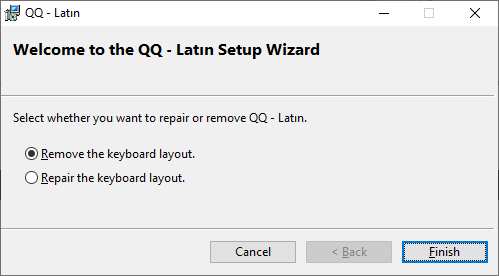 QQ - Latın
Welcome to the QQ - Latın Setup Wizard
Select whether you want to repair or remove QQ - Latın.
Remove the keyboard layout.
Repair the keyboard layout.
Cancel < Back Finish